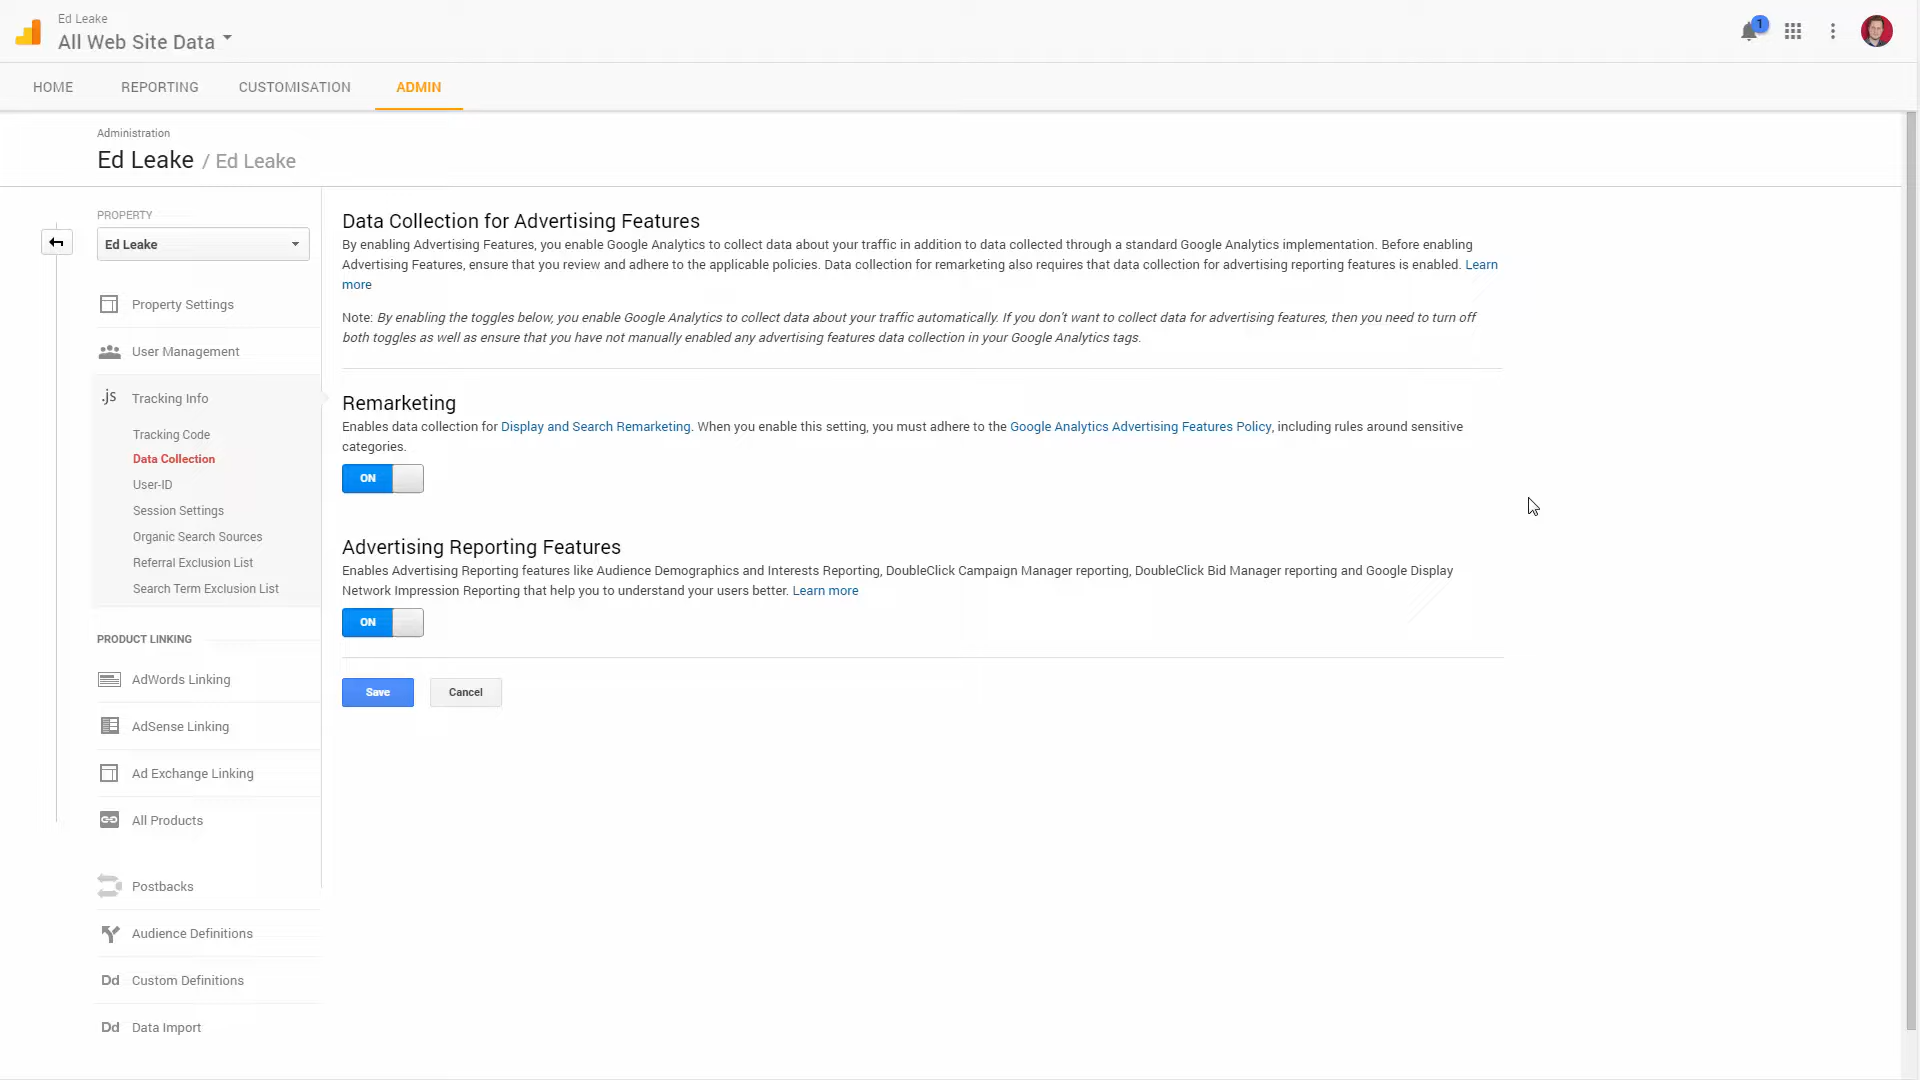 Ed Leake
All Web Site Data
1
HOME
REPORTING
CUSTOMISATION
ADMIN
Administration
Ed Leake / Ed Leake
PROPERTY
Ed Leake
Property Settings
User Management
.js Tracking Info
Tracking Code
Data Collection
User-ID
Session Settings
Organic Search Sources
Referral Exclusion List
Search Term Exclusion List
PRODUCT LINKING
AdWords Linking
AdSense Linking
Ad Exchange Linking
All Products
Postbacks
Audience Definitions
Dd Custom Definitions
Dd Data Import
Data Collection for Advertising Features
By enabling Advertising Features, you enable Google Analytics to collect data about your traffic in addition to data collected through a standard Google Analytics implementation. Before enabling
Advertising Features, ensure that you review and adhere to the applicable policies. Data collection for remarketing also requires that data collection for advertising reporting features is enabled. Learn
more
Note: By enabling the toggles below, you enable Google Analytics to collect data about your traffic automatically. If you don't want to collect data for advertising features, then you need to turn off
both toggles as well as ensure that you have not manually enabled any advertising features data collection in your Google Analytics tags.
Remarketing
Enables data collection for Display and Search Remarketing. When you enable this setting, you must adhere to the Google Analytics Advertising Features Policy, including rules around sensitive
categories.
ON
Advertising Reporting Features
Enables Advertising Reporting features like Audience Demographics and Interests Reporting, DoubleClick Campaign Manager reporting, DoubleClick Bid Manager reporting and Google Display
Network Impression Reporting that help you to understand your users better. Learn more
ON
Save
Cancel